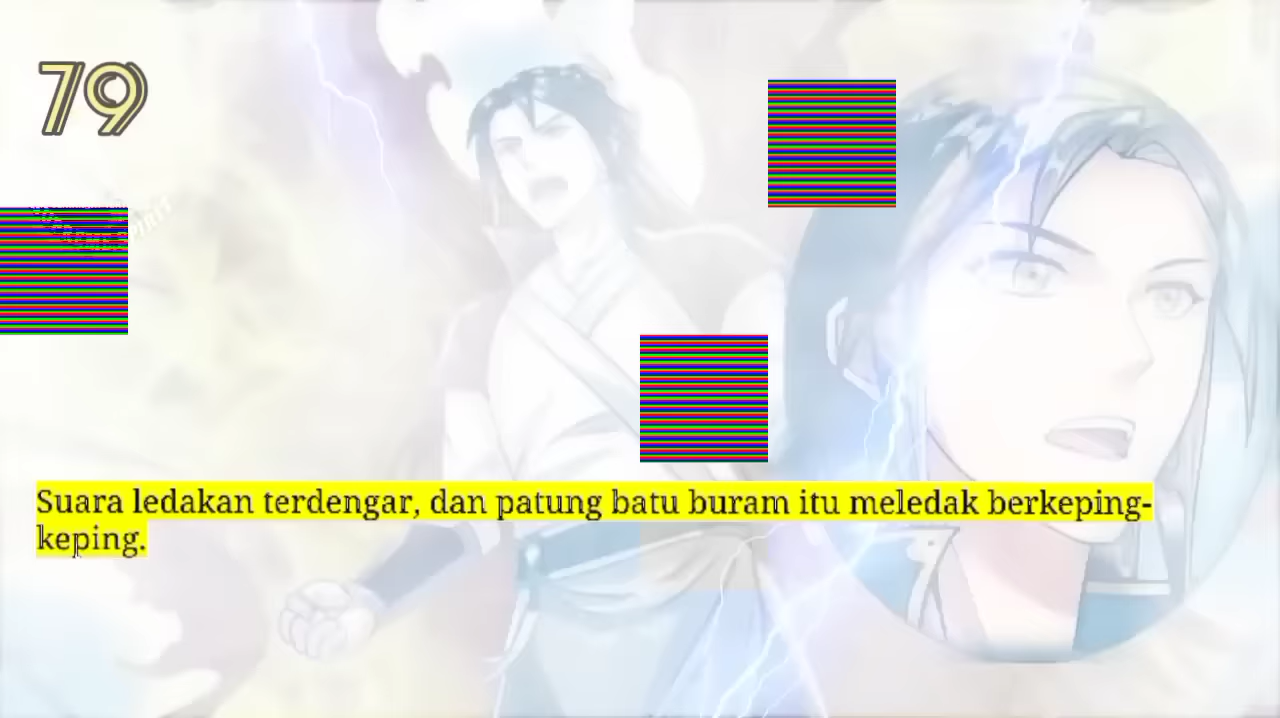 79
Suara ledakan terdengar, dan patung batu buram itu meledak berkeping-
keping.